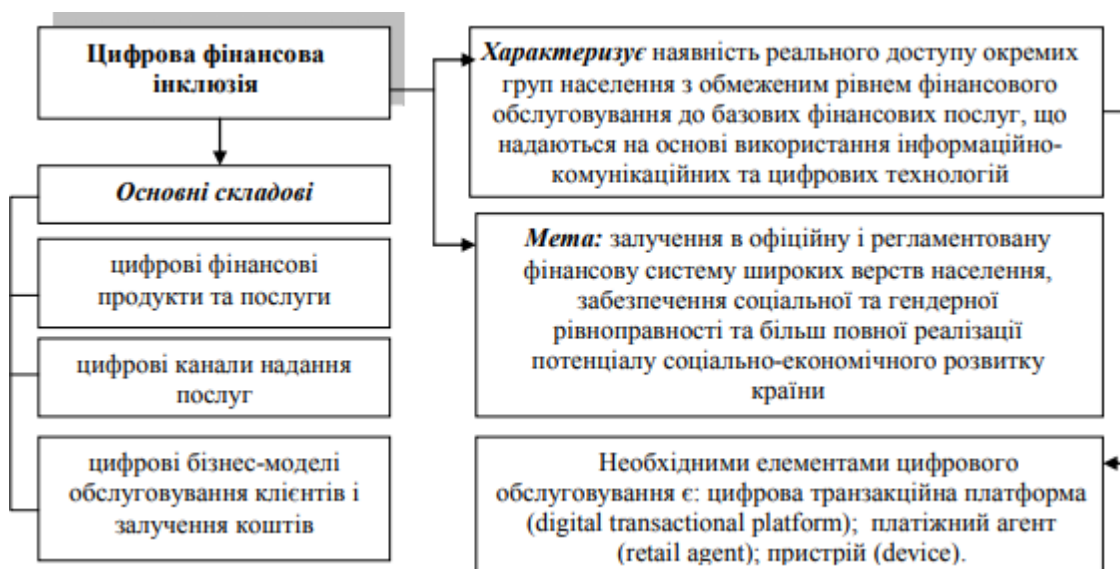 Цифрова фінансова
інклюзія
Основні складові
цифрові фінансові
продукти та послуги
цифрові канали надання
послуг
цифрові бізнес-моделі
обслуговування клієнтів і
залучення коштів
Характеризує наявність реального доступу окремих
груп населення з обмеженим рівнем фінансового
обслуговування до базових фінансових послуг, що
надаються на основі використання інформаційно-
комунікаційних та цифрових технологій
Мета: залучення в офіційну і регламентовану
фінансову систему широких верств населення,
забезпечення соціальної та гендерної
рівноправності та більш повної реалізації
потенціалу соціально-економічного розвитку
країни
Необхідними елементами цифрового
обслуговування є: цифрова транзакційна платформа
(digital transactional platform); платіжний агент
(retail agent); пристрій (device).